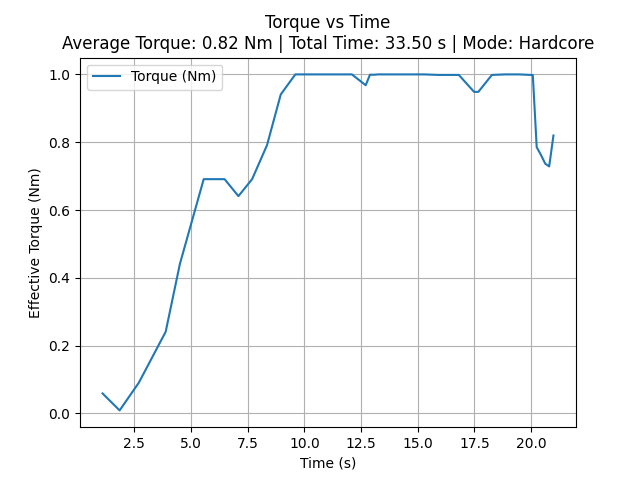 Torque vs Time
Average Torque: 0.82 Nm | Total Time: 33.50 s | Mode: Hardcore
Torque (Nm)
1.0
0.8
0.6
0.4
0.2
0.0
Effective Torque (Nm)
2.5 5.0 7.5 10.0 12.5 15.0 17.5 20.0
Time (s)